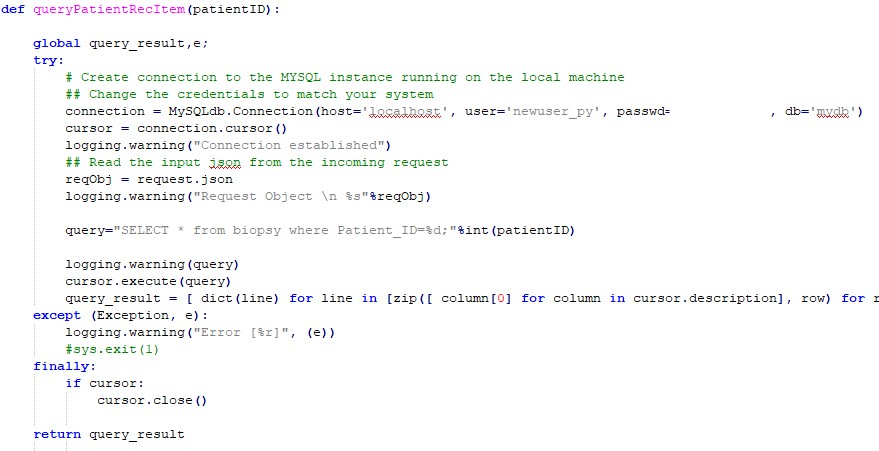 def queryPatientRecItem(patientID):
global query_result,e;
try:
# Create connection to the MYSQL instance running on the local machine
## Change the credentials to match your system
connection = MySQLdb.Connection(host='localhost', user='newuser_py', passwd= , db='mydb')
cursor = connection.cursor()
logging.warning("Connection established")
## Read the input json from the incoming request
reqObj = request.json
logging.warning("Request Object \n %s"%reqObj)
query="SELECT * from biopsy where Patient_ID=%d;"%int(patientID)
logging.warning(query)
cursor.execute(query)
query_result = [ dict(line) for line in [zip([ column[0] for column in cursor.description], row) for r
except (Exception, e):
logging.warning("Error [%r]", (e))
#sys.exit(1)
finally:
if cursor:
cursor.close()
return query_result